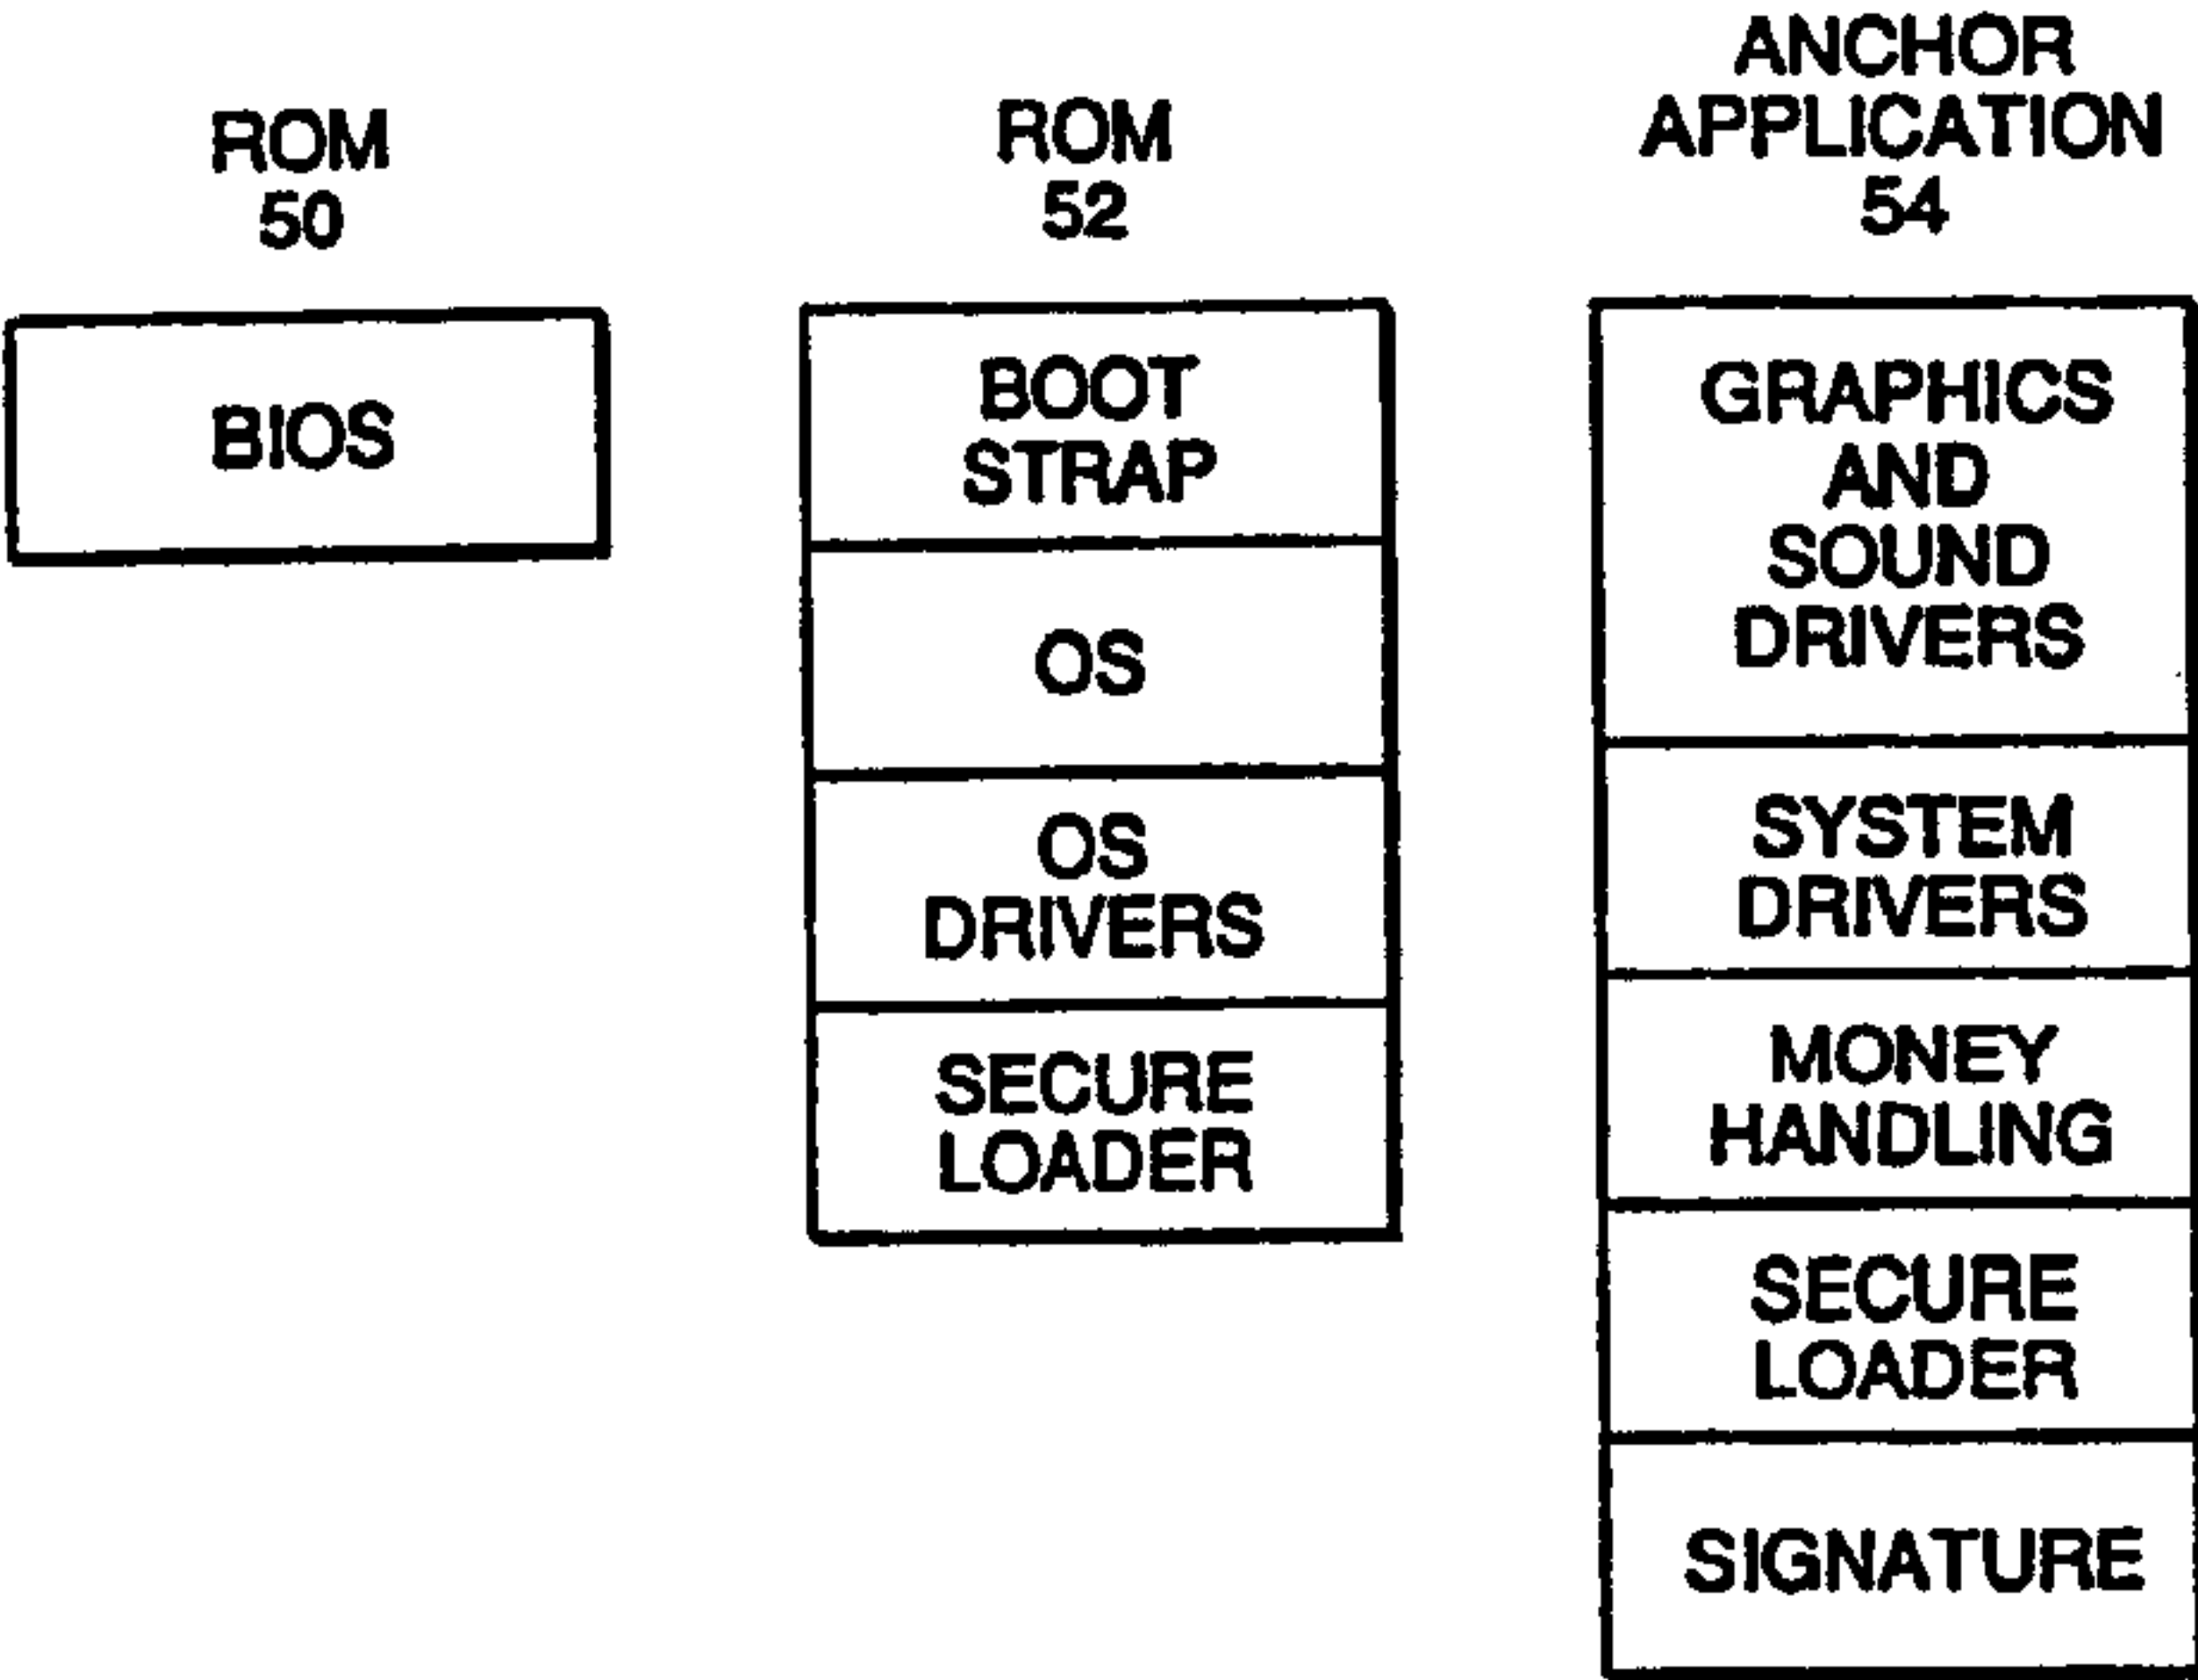 ROM
50
BIOS
ROM
52
BOOT
STRAP
OS
OS
DRIVERS
SECURE
LOADER
ANCHOR
APPLICATION
54
GRAPHICS
AND
SOUND
DRIVERS
SYSTEM
DRIVERS
MONEY
HANDLING
SECURE
LOADER
SIGNATURE